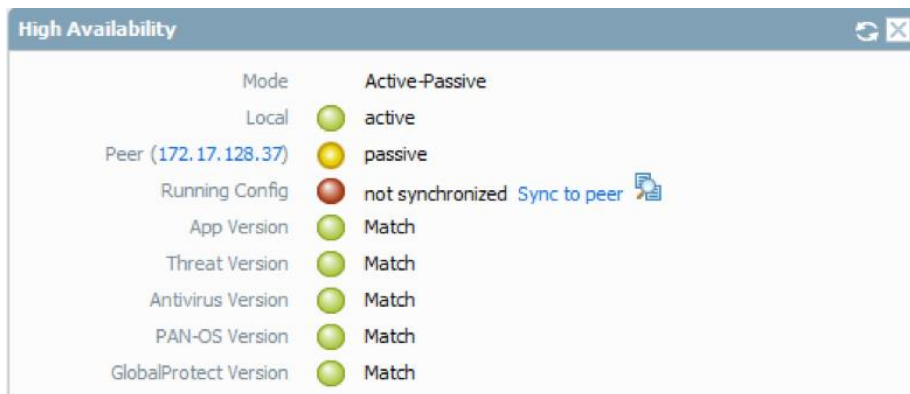 High Availability
Mode Active-Passive
Local active
Peer (172.17.128.37) passive
Running Config not synchronized Sync to peer
App Version Match
Threat Version Match
Antivirus Version Match
PAN-OS Version Match
GlobalProtect Version Match